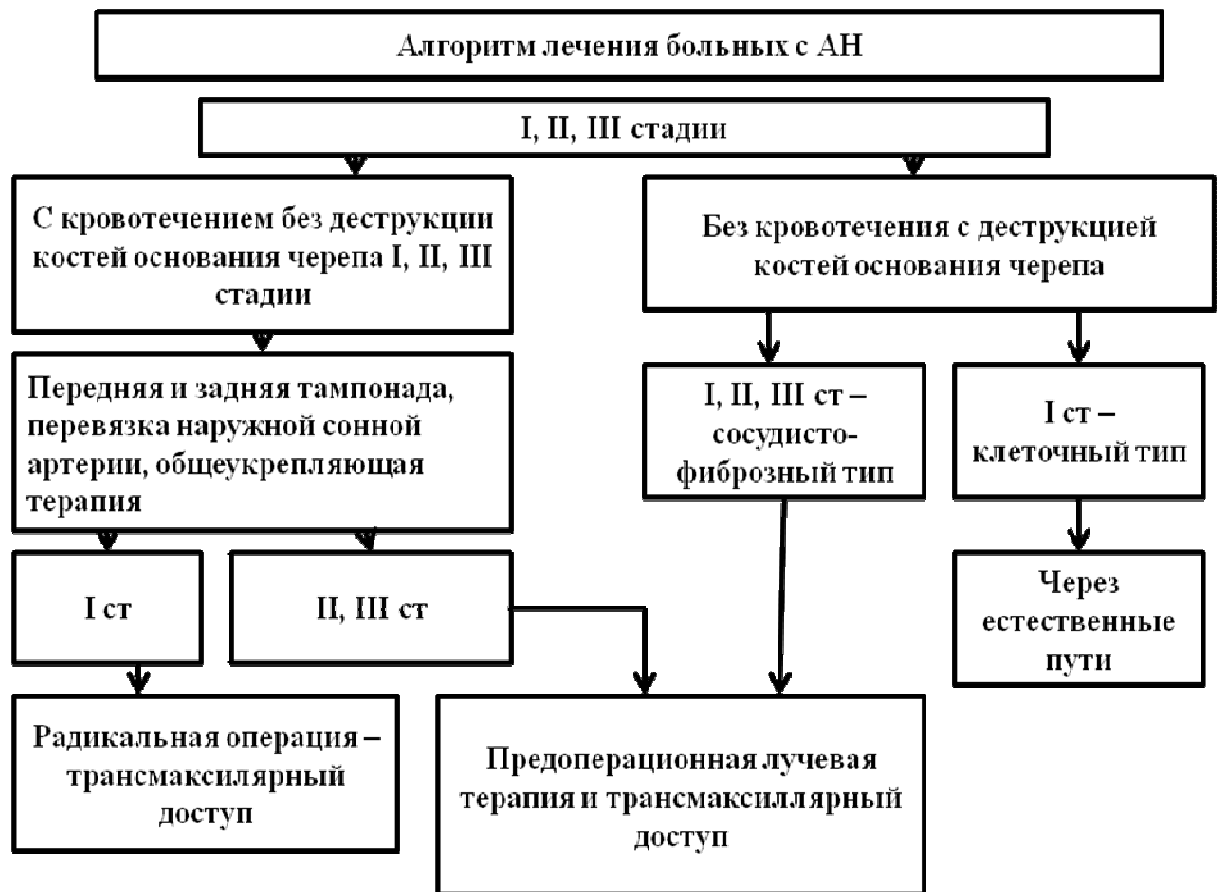 Алгоритм лечения больных с АН
I, II, III стадии
С кровотечением без деструкции
костей основания черепа I, II, III
стадии
Без кровотечения с деструкцией
костей основания черепа
Передняя и задняя тампонада,
перевязка наружной сонной
артерии, общеукрепляющая
терапия
I, II, III ст –
сосудисто-
фиброзный тип
I ст –
клеточный тип
I ст
II, III ст
Через
естественные
пути
Радикальная операция –
трансмаксилярный
доступ
Предоперационная лучевая
терапия и трансмаксиллярный
доступ